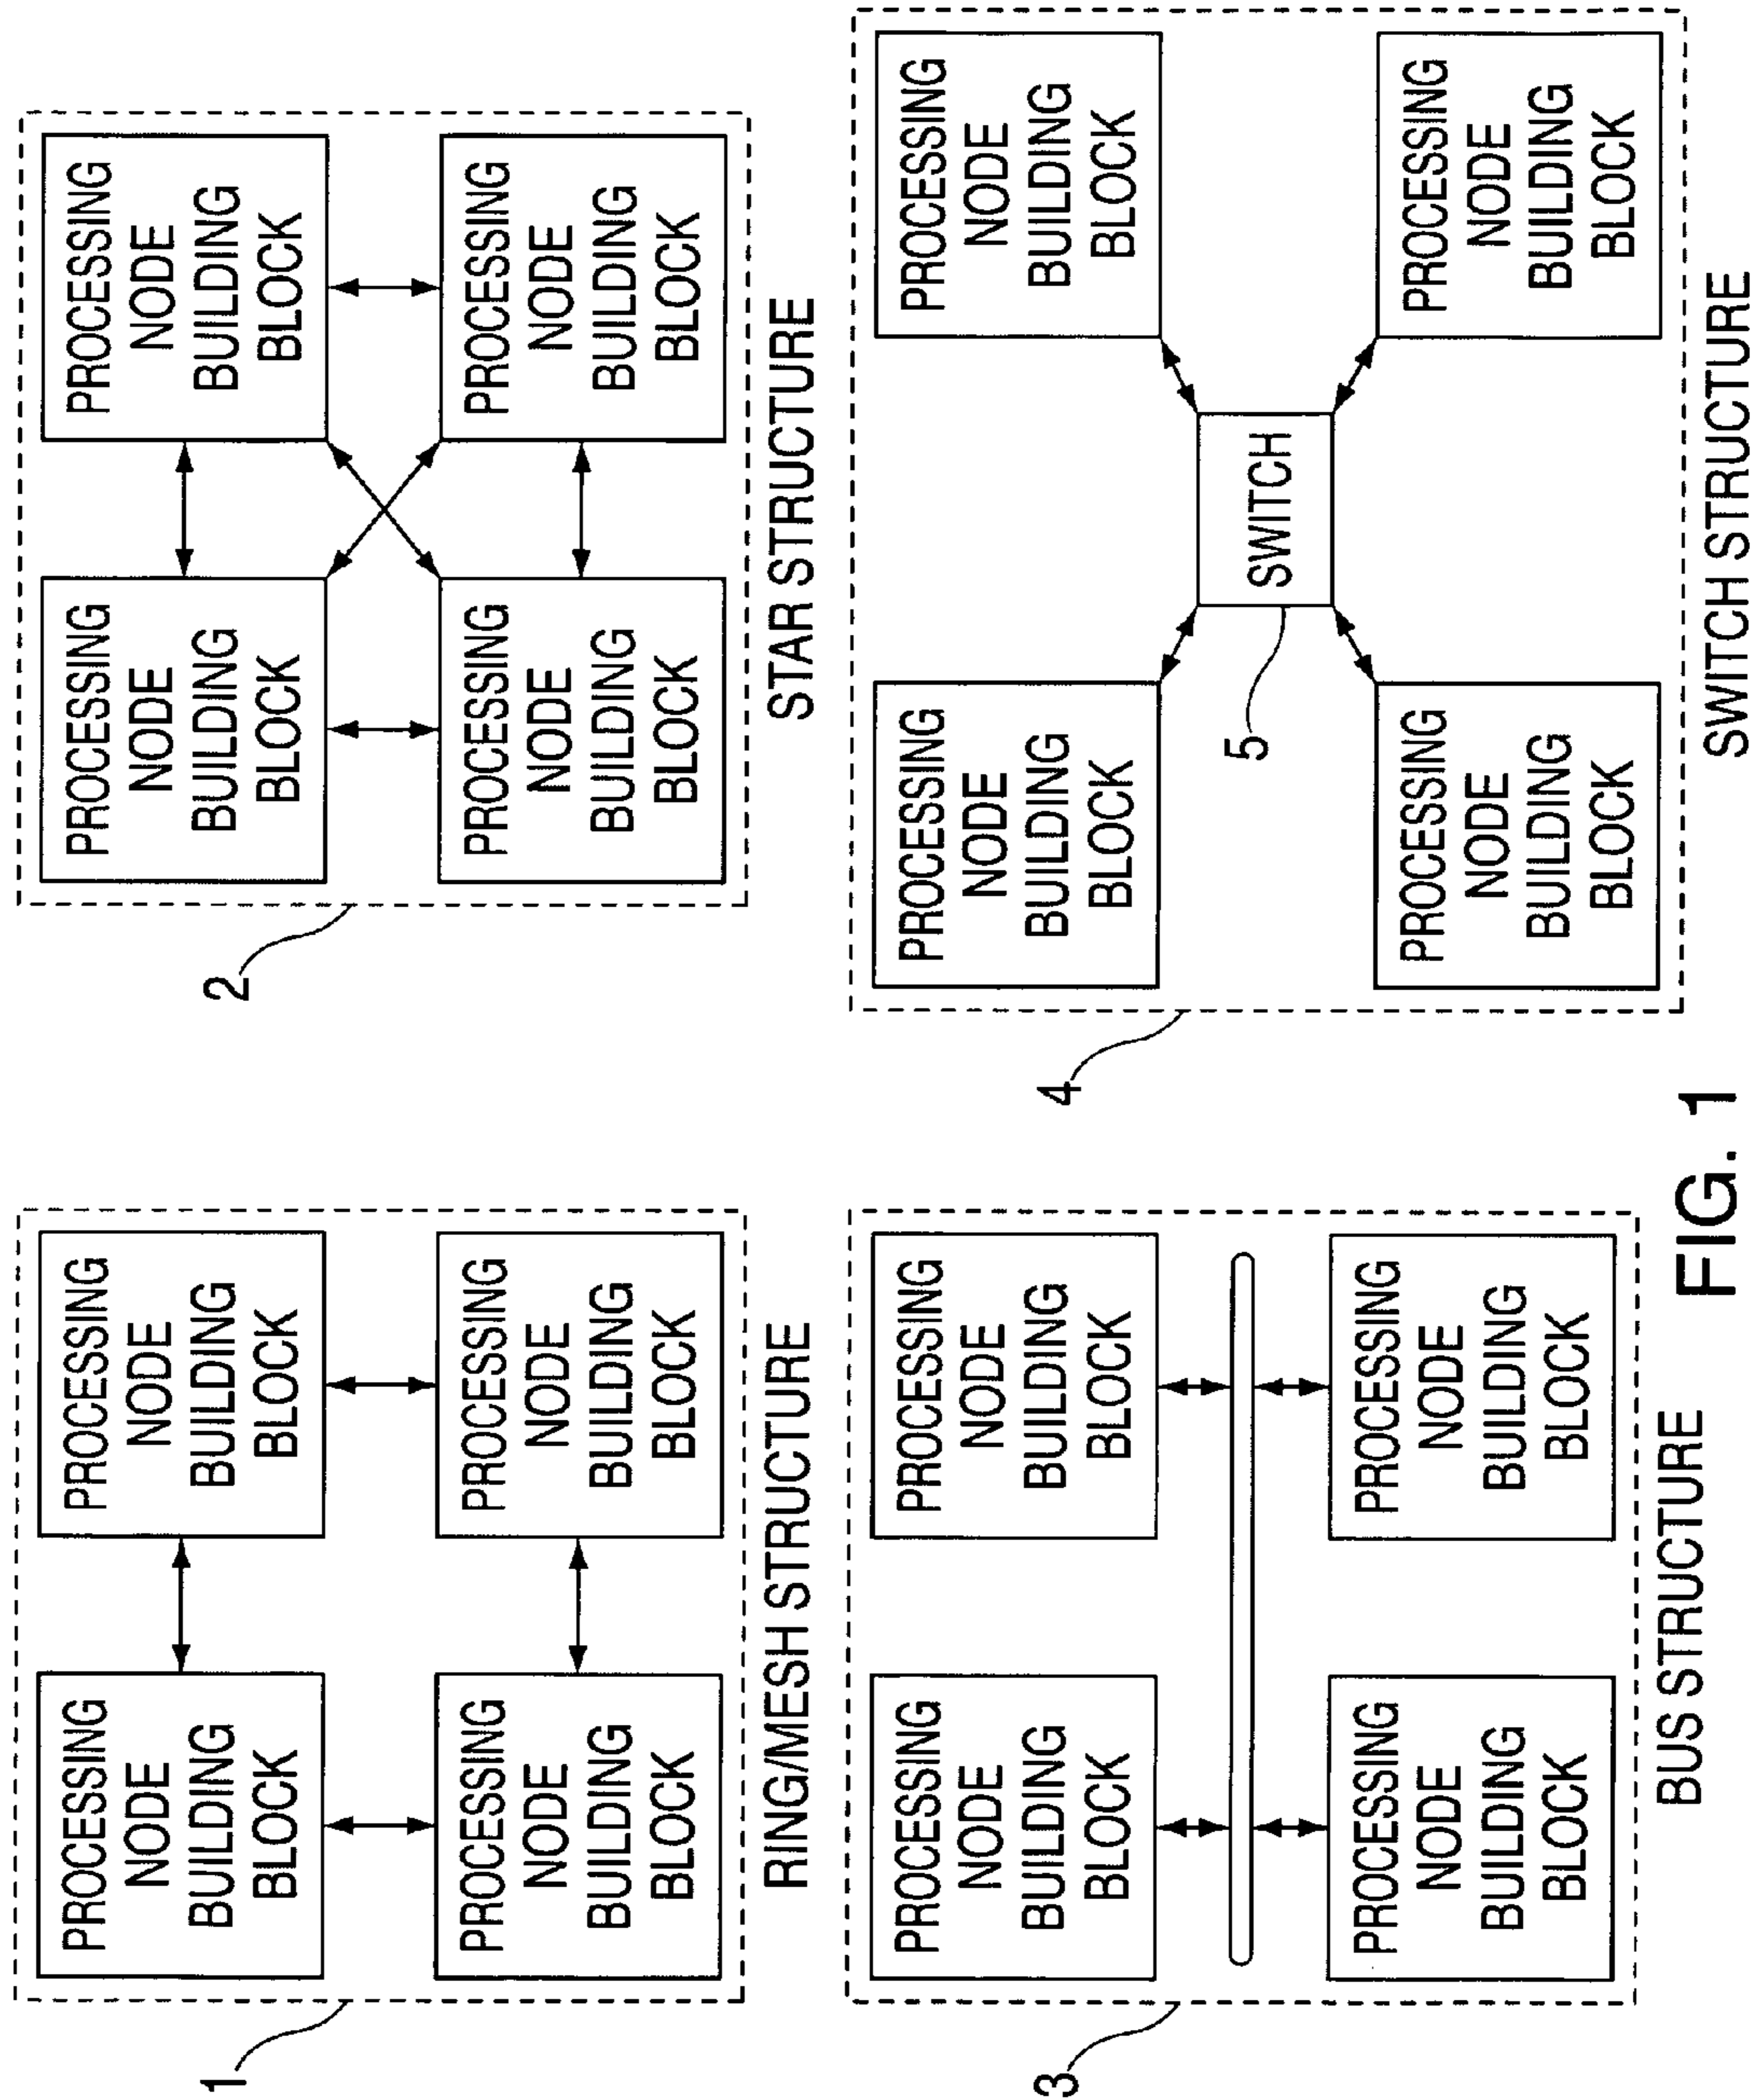 PROCESSING
NODE
BUILDING
BLOCK
PROCESSING
NODE
BUILDING
BLOCK
PROCESSING
NODE
BUILDING
BLOCK
PROCESSING
NODE
BUILDING
BLOCK
1
RING/MESH STRUCTURE
PROCESSING
NODE
BUILDING
BLOCK
PROCESSING
NODE
BUILDING
BLOCK
PROCESSING
NODE
BUILDING
BLOCK
PROCESSING
NODE
BUILDING
BLOCK
2
STAR STRUCTURE
PROCESSING
NODE
BUILDING
BLOCK
PROCESSING
NODE
BUILDING
BLOCK
PROCESSING
NODE
BUILDING
BLOCK
PROCESSING
NODE
BUILDING
BLOCK
3
BUS STRUCTURE
PROCESSING
NODE
BUILDING
BLOCK
PROCESSING
NODE
BUILDING
BLOCK
SWITCH
5
PROCESSING
NODE
BUILDING
BLOCK
PROCESSING
NODE
BUILDING
BLOCK
4
SWITCH STRUCTURE
FIG. 1